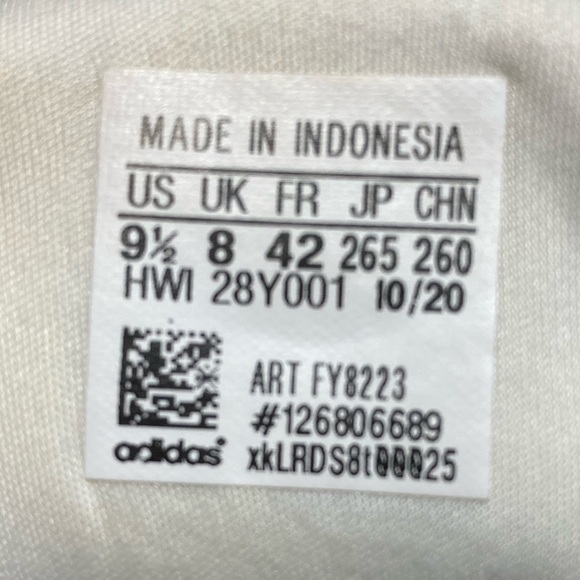 MADE IN INDONESIA
US UK FR JP CHN
9½ 8 42 265 260
HWI 28Y001 10/20
ART FY8223
#126806689
adidas xkLRDS8t00025